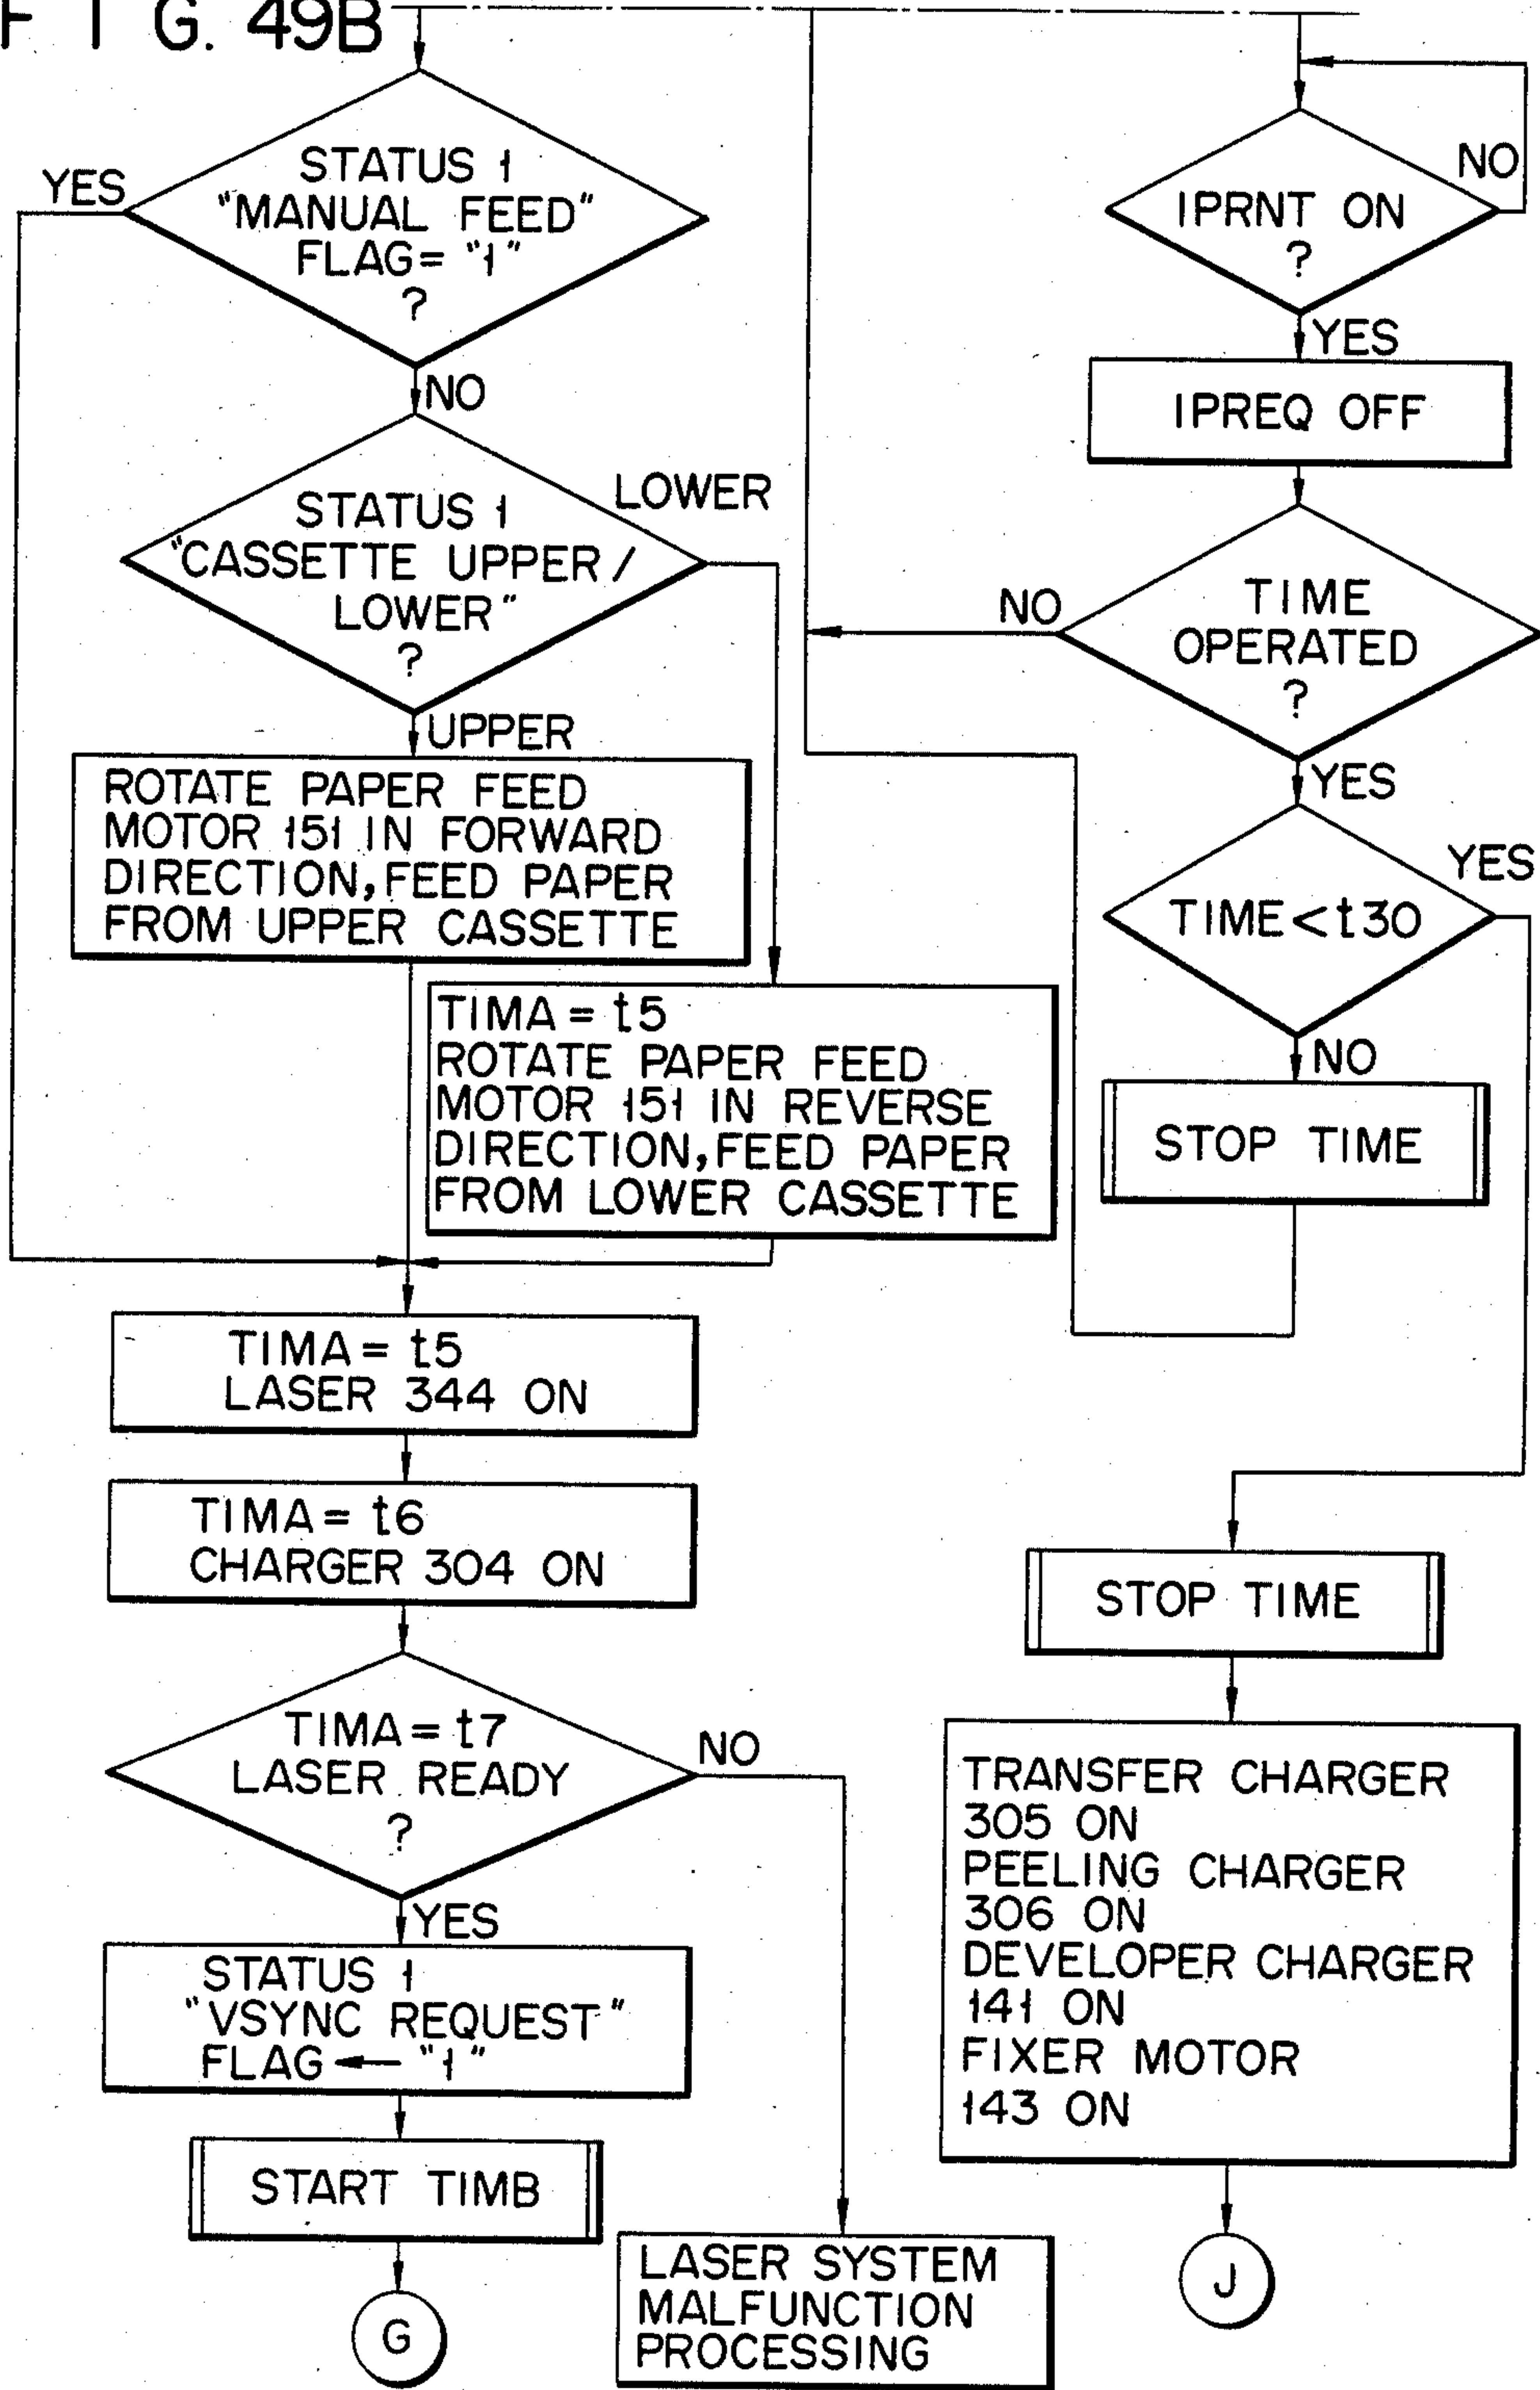 FIG. 49B
YES
STATUS 1
"MANUAL FEED"
FLAG= "1"
?
NO
STATUS 1
"CASSETTE UPPER/
LOWER"
?
LOWER
UPPER
ROTATE PAPER FEED
MOTOR 151 IN FORWARD
DIRECTION, FEED PAPER
FROM UPPER CASSETTE
TIMA = t5
ROTATE PAPER FEED
MOTOR 151 IN REVERSE
DIRECTION, FEED PAPER
FROM LOWER CASSETTE
TIMA = t5
LASER 344 ON
TIMA = t6
CHARGER 304 ON
TIMA = t7
LASER READY
?
NO
YES
STATUS 1
"VSYNC REQUEST"
FLAG ← "1"
START TIMB
G
LASER SYSTEM
MALFUNCTION
PROCESSING
IPRNT ON
?
NO
YES
IPREQ OFF
TIME
OPERATED
?
NO
YES
TIME < t30
YES
NO
STOP TIME
STOP TIME
TRANSFER CHARGER
305 ON
PEELING CHARGER
306 ON
DEVELOPER CHARGER
141 ON
FIXER MOTOR
143 ON
J